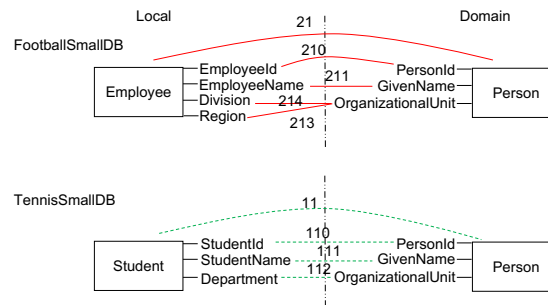 Local 21 Domain
FootballSmallDB 210
EmployeeId PersonId
Employee EmployeeName 211 GivenName Person
Division 214 OrganizationalUnit
Region 213
TennisSmallDB 11
StudentId 110 PersonId
Student StudentName 111 GivenName Person
Department 112 OrganizationalUnit